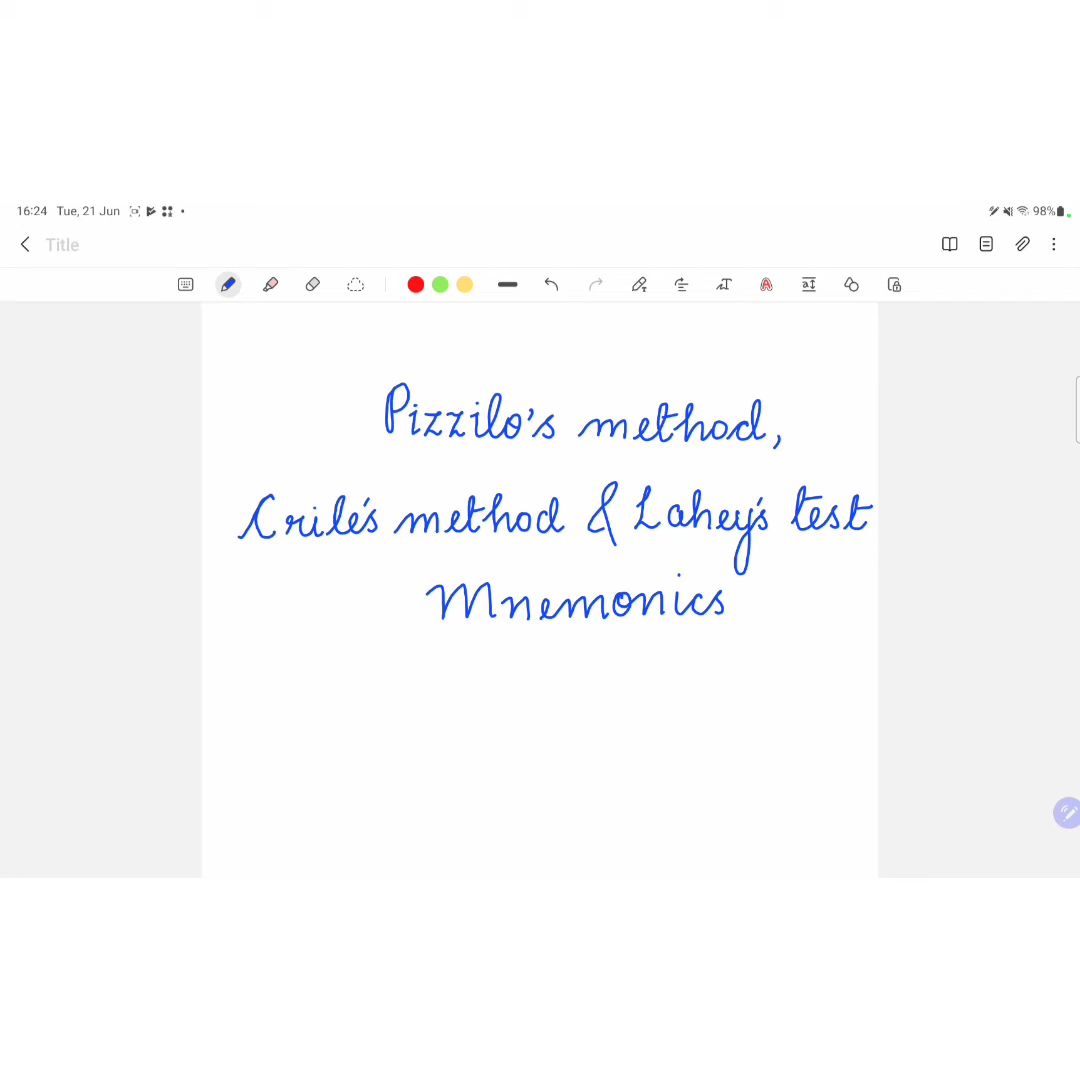 16:24 Tue, 21 Jun 98%
Title
Pizzilo's method,
Crile's method & Lahey's test
Mnemonics